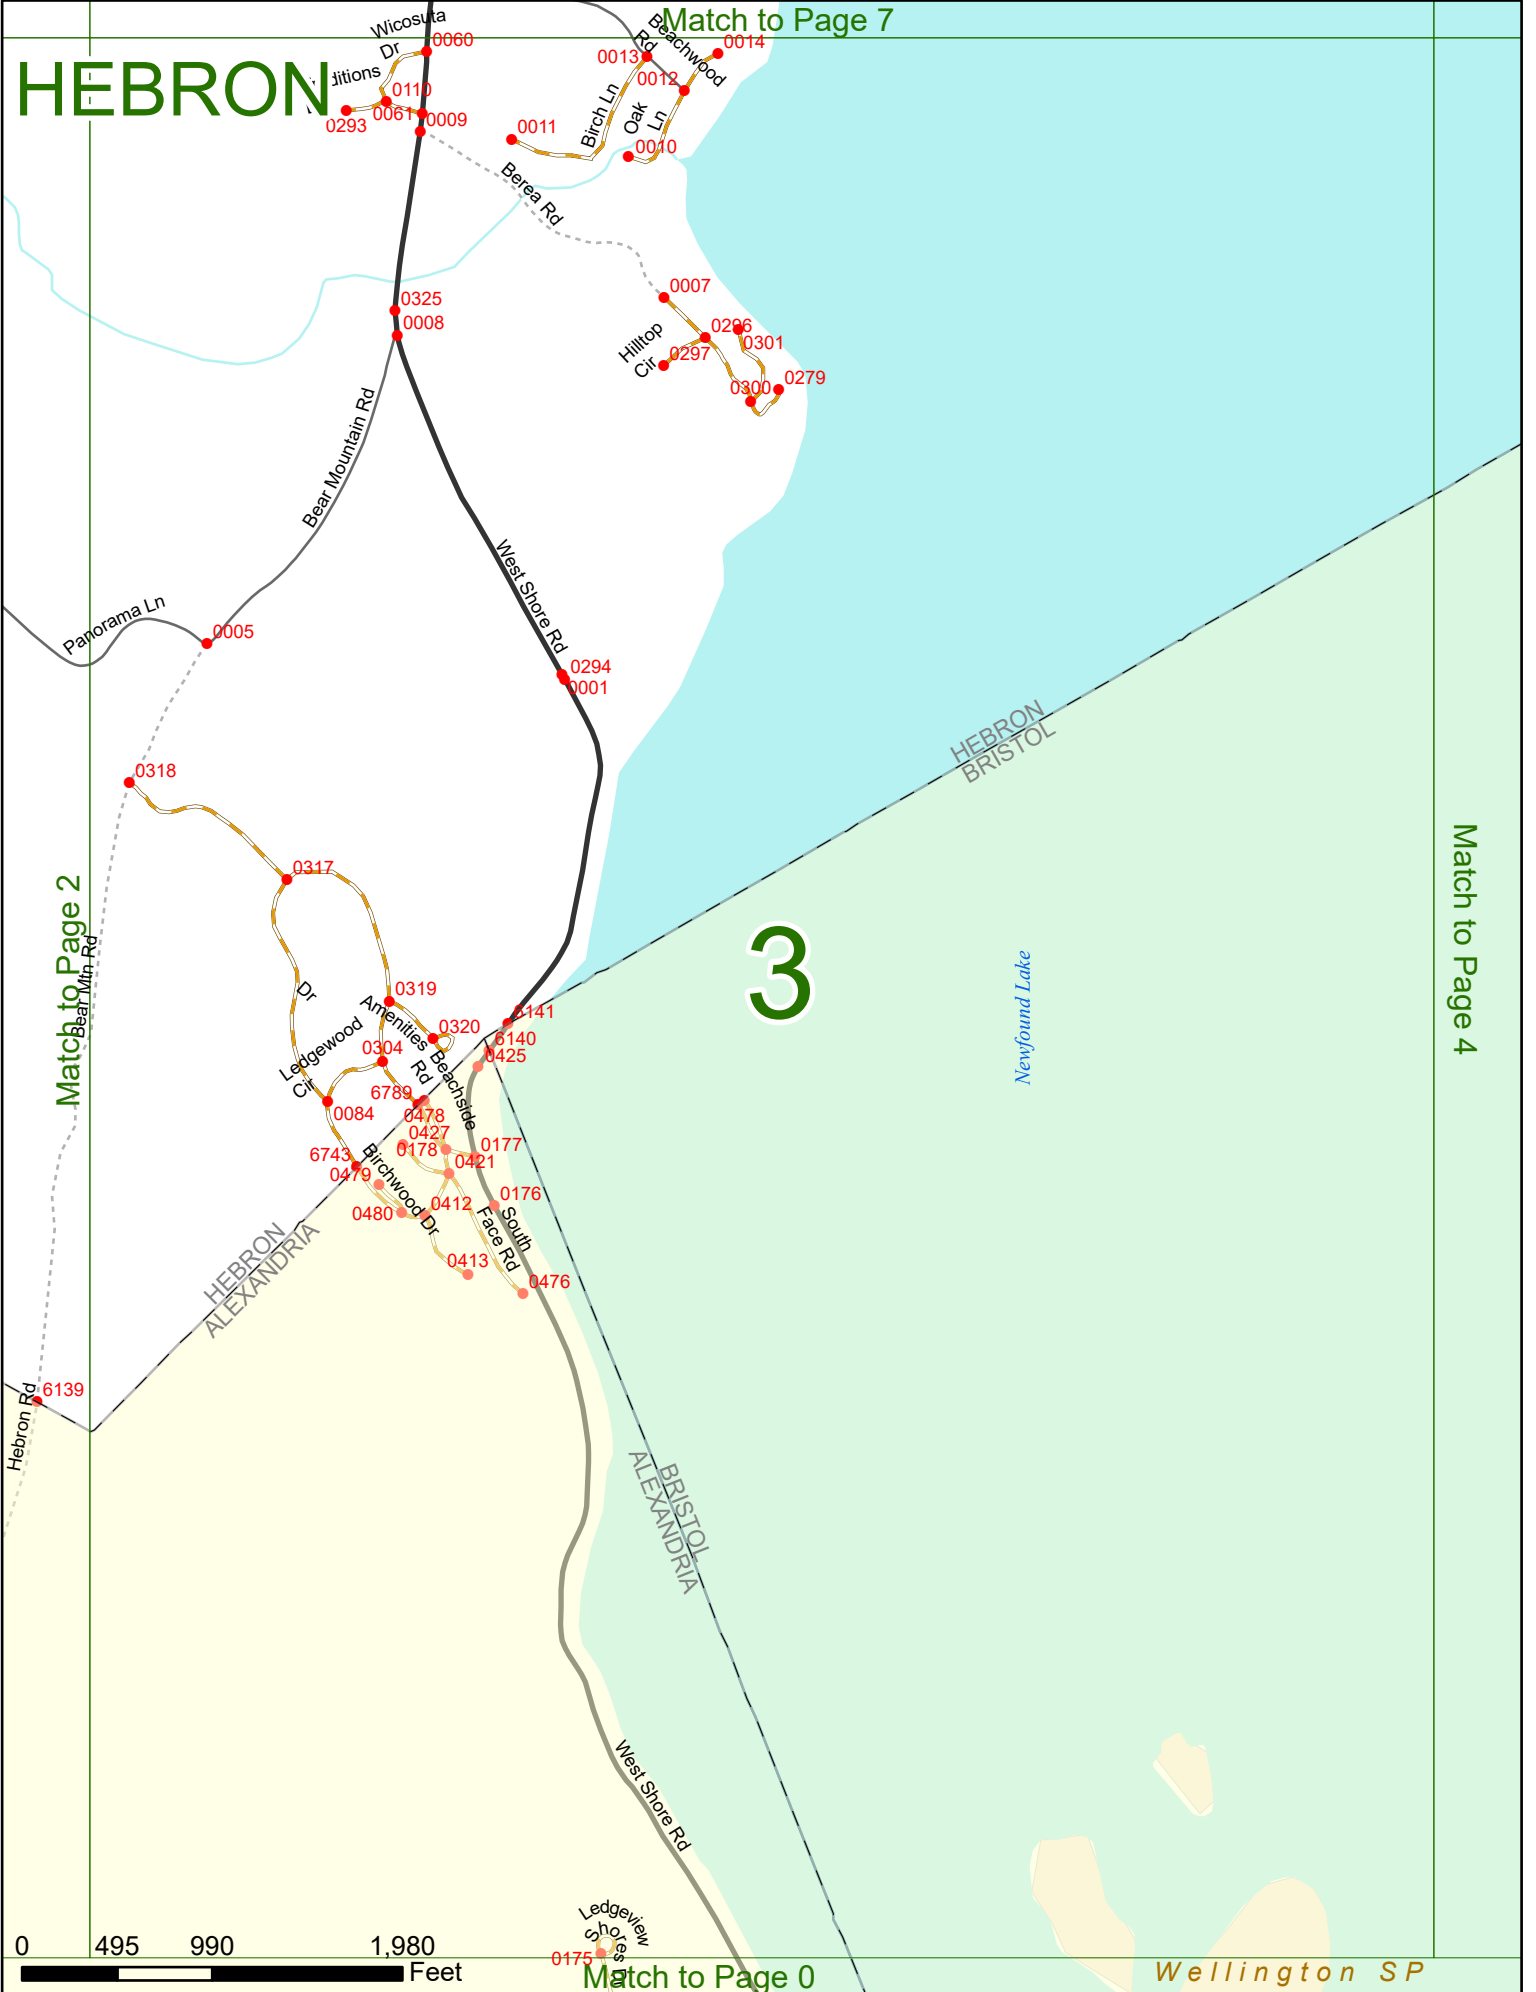 Match to Page 7
HEBRON
Wicosuta
Dr
0060
0110
0061
0293
0009
0013
Rd
Beachwood
0014
0012
Birch Ln
Oak
Ln
0011
0010
Berea Rd
0325
0008
0007
0296
0301
Hilltop
Cir
0297
0300
0279
Bear Mountain Rd
West Shore Rd
Panorama Ln
0005
0294
0001
HEBRON
BRISTOL
0318
0317
Match to Page 2
Bear Mtn Rd
3
Newfound Lake
Match to Page 4
Dr
0319
Amenities
Rd
0320
6141
6140
0425
Ledgewood
Cir
0304
Beachside
0084
6789
0478
0427
0178
0177
6743
0479
0421
Birchwood Dr
0480
0412
0176
South
Face Rd
0413
0476
HEBRON
ALEXANDRIA
6139
Hebron Rd
BRISTOL
ALEXANDRIA
West Shore Rd
Ledgeview
Shores Dr
0175
0 495 990 1,980
Feet
Match to Page 0
Wellington SP